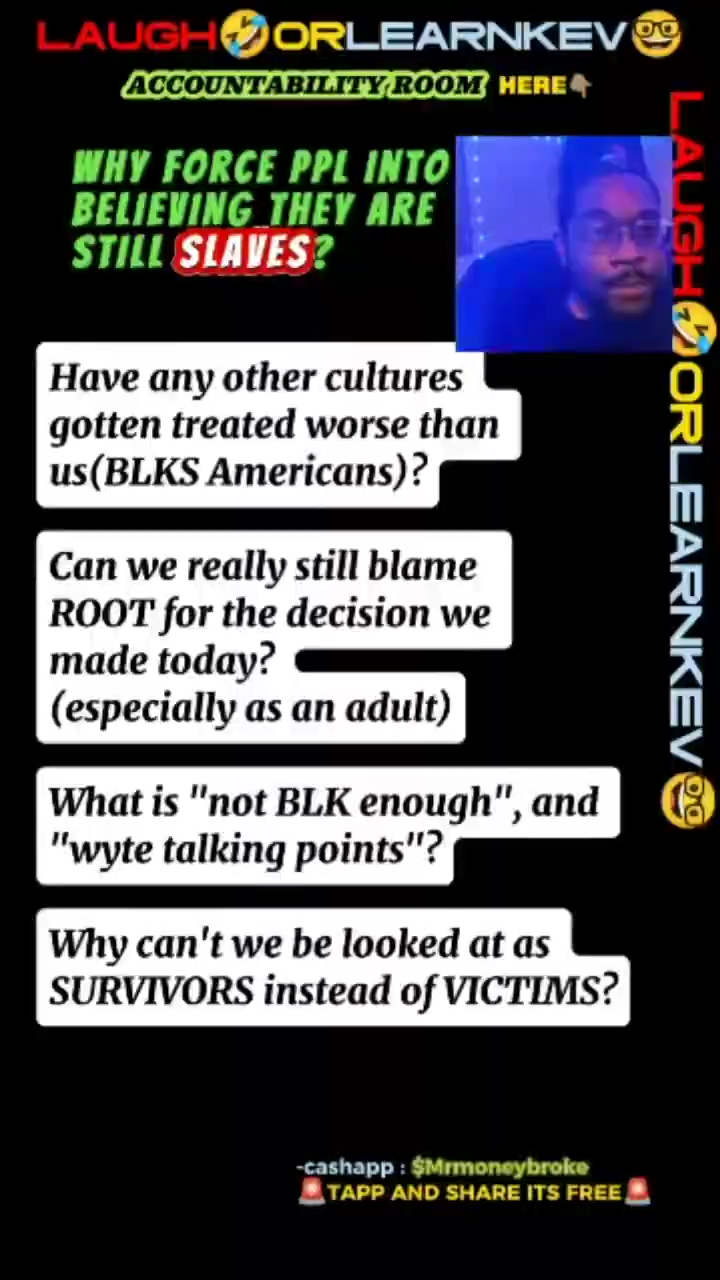 LAUGH🤣ORLEARNKEV🤓
ACCOUNTABILITY ROOM HERE👇🏽
WHY FORCE PPL INTO
BELIEVING THEY ARE
STILL SLAVES?
LAUGH🤣ORLEARNKEV🤓
Have any other cultures
gotten treated worse than
us(BLKS Americans)?
Can we really still blame
ROOT for the decision we
made today?
(especially as an adult)
What is "not BLK enough", and
"wyte talking points"?
Why can't we be looked at as
SURVIVORS instead of VICTIMS?
-cashapp : $Mrmoneybroke
🚨TAPP AND SHARE ITS FREE🚨